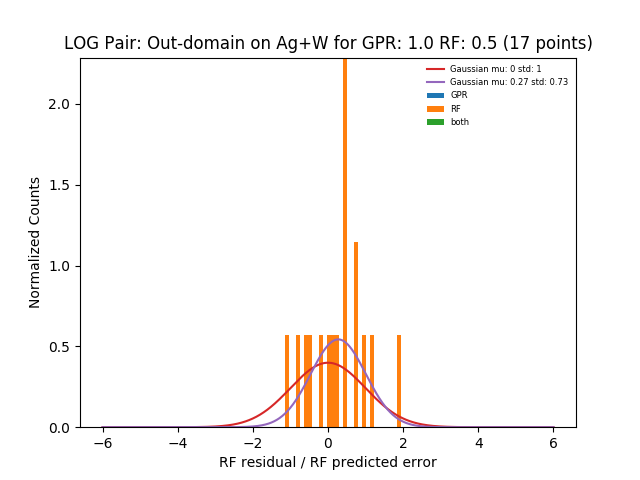 LOG Pair: Out-domain on Ag+W for GPR: 1.0 RF: 0.5 (17 points)
Gaussian mu: 0 std: 1
Gaussian mu: 0.27 std: 0.73
GPR
RF
both
2.0
1.5
1.0
0.5
0.0
Normalized Counts
−6
−4
−2
0
2
4
6
RF residual / RF predicted error